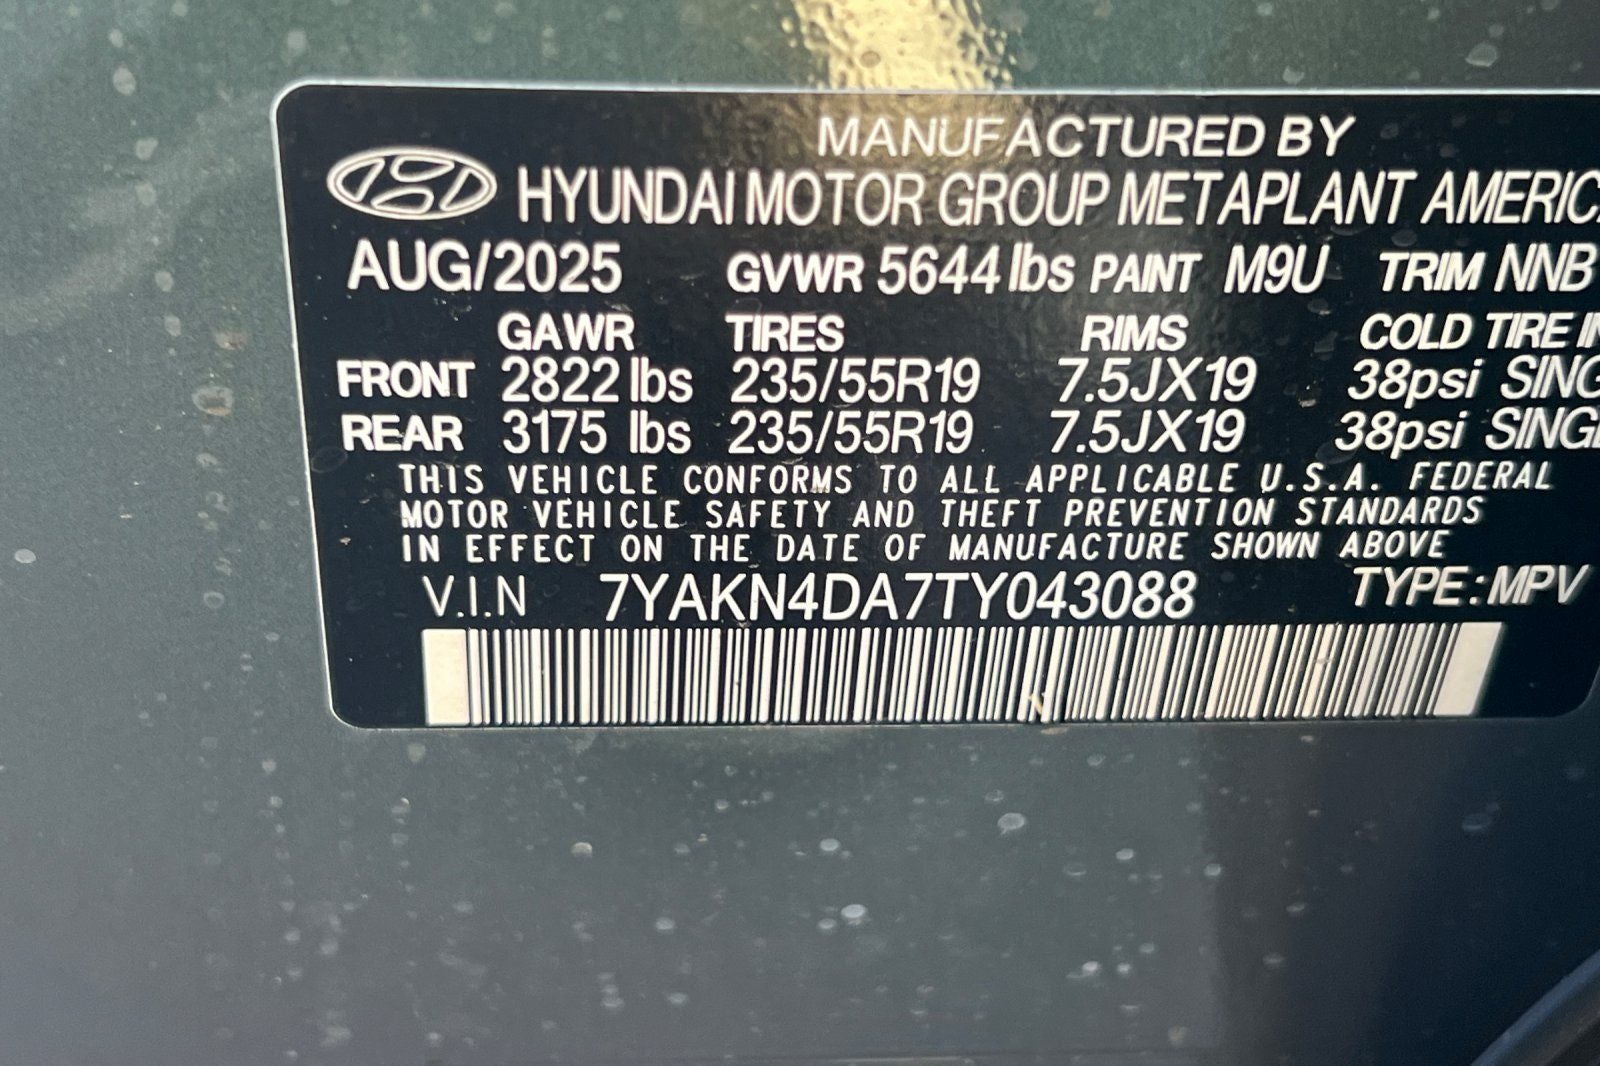 MANUFACTURED BY
HYUNDAI MOTOR GROUP METAPLANT AMERICA
AUG/2025 GVWR 5644 lbs PAINT M9U TRIM NNB
GAWR TIRES RIMS COLD TIRE
FRONT 2822 lbs 235/55R19 7.5JX19 38psi
REAR 3175 lbs 235/55R19 7.5JX19 38psi
THIS VEHICLE CONFORMS TO ALL APPLICABLE U.S.A. FEDERAL
MOTOR VEHICLE SAFETY AND THEFT PREVENTION STANDARDS
IN EFFECT ON THE DATE OF MANUFACTURE SHOWN ABOVE
V.I.N 7YAKN4DA7TY043088 TYPE:MPV